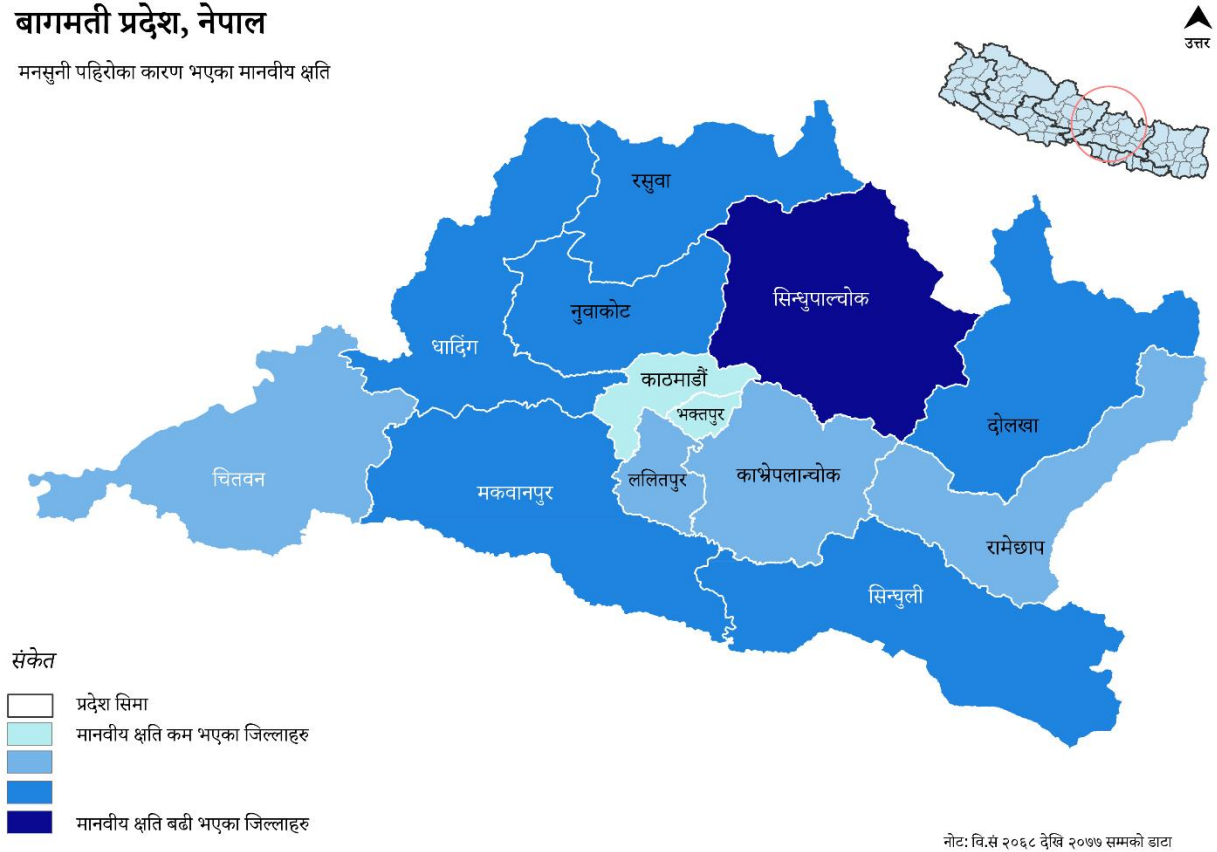 बागमती प्रदेश, नेपाल
मनसुनी पहिरोका कारण भएका मानवीय क्षति
उत्तर
रसुवा
सिन्धुपाल्चोक
नुवाकोट
धादिंग
काठमाडौं
भक्तपुर
दोलखा
चितवन
मकवानपुर
ललितपुर
काभ्रेपलान्चोक
रामेछाप
सिन्धुली
संकेत
प्रदेश सिमा
मानवीय क्षति कम भएका जिल्लाहरु
मानवीय क्षति बढी भएका जिल्लाहरु
नोट: वि.सं २०६८ देखि २०७७ सम्मको डाटा